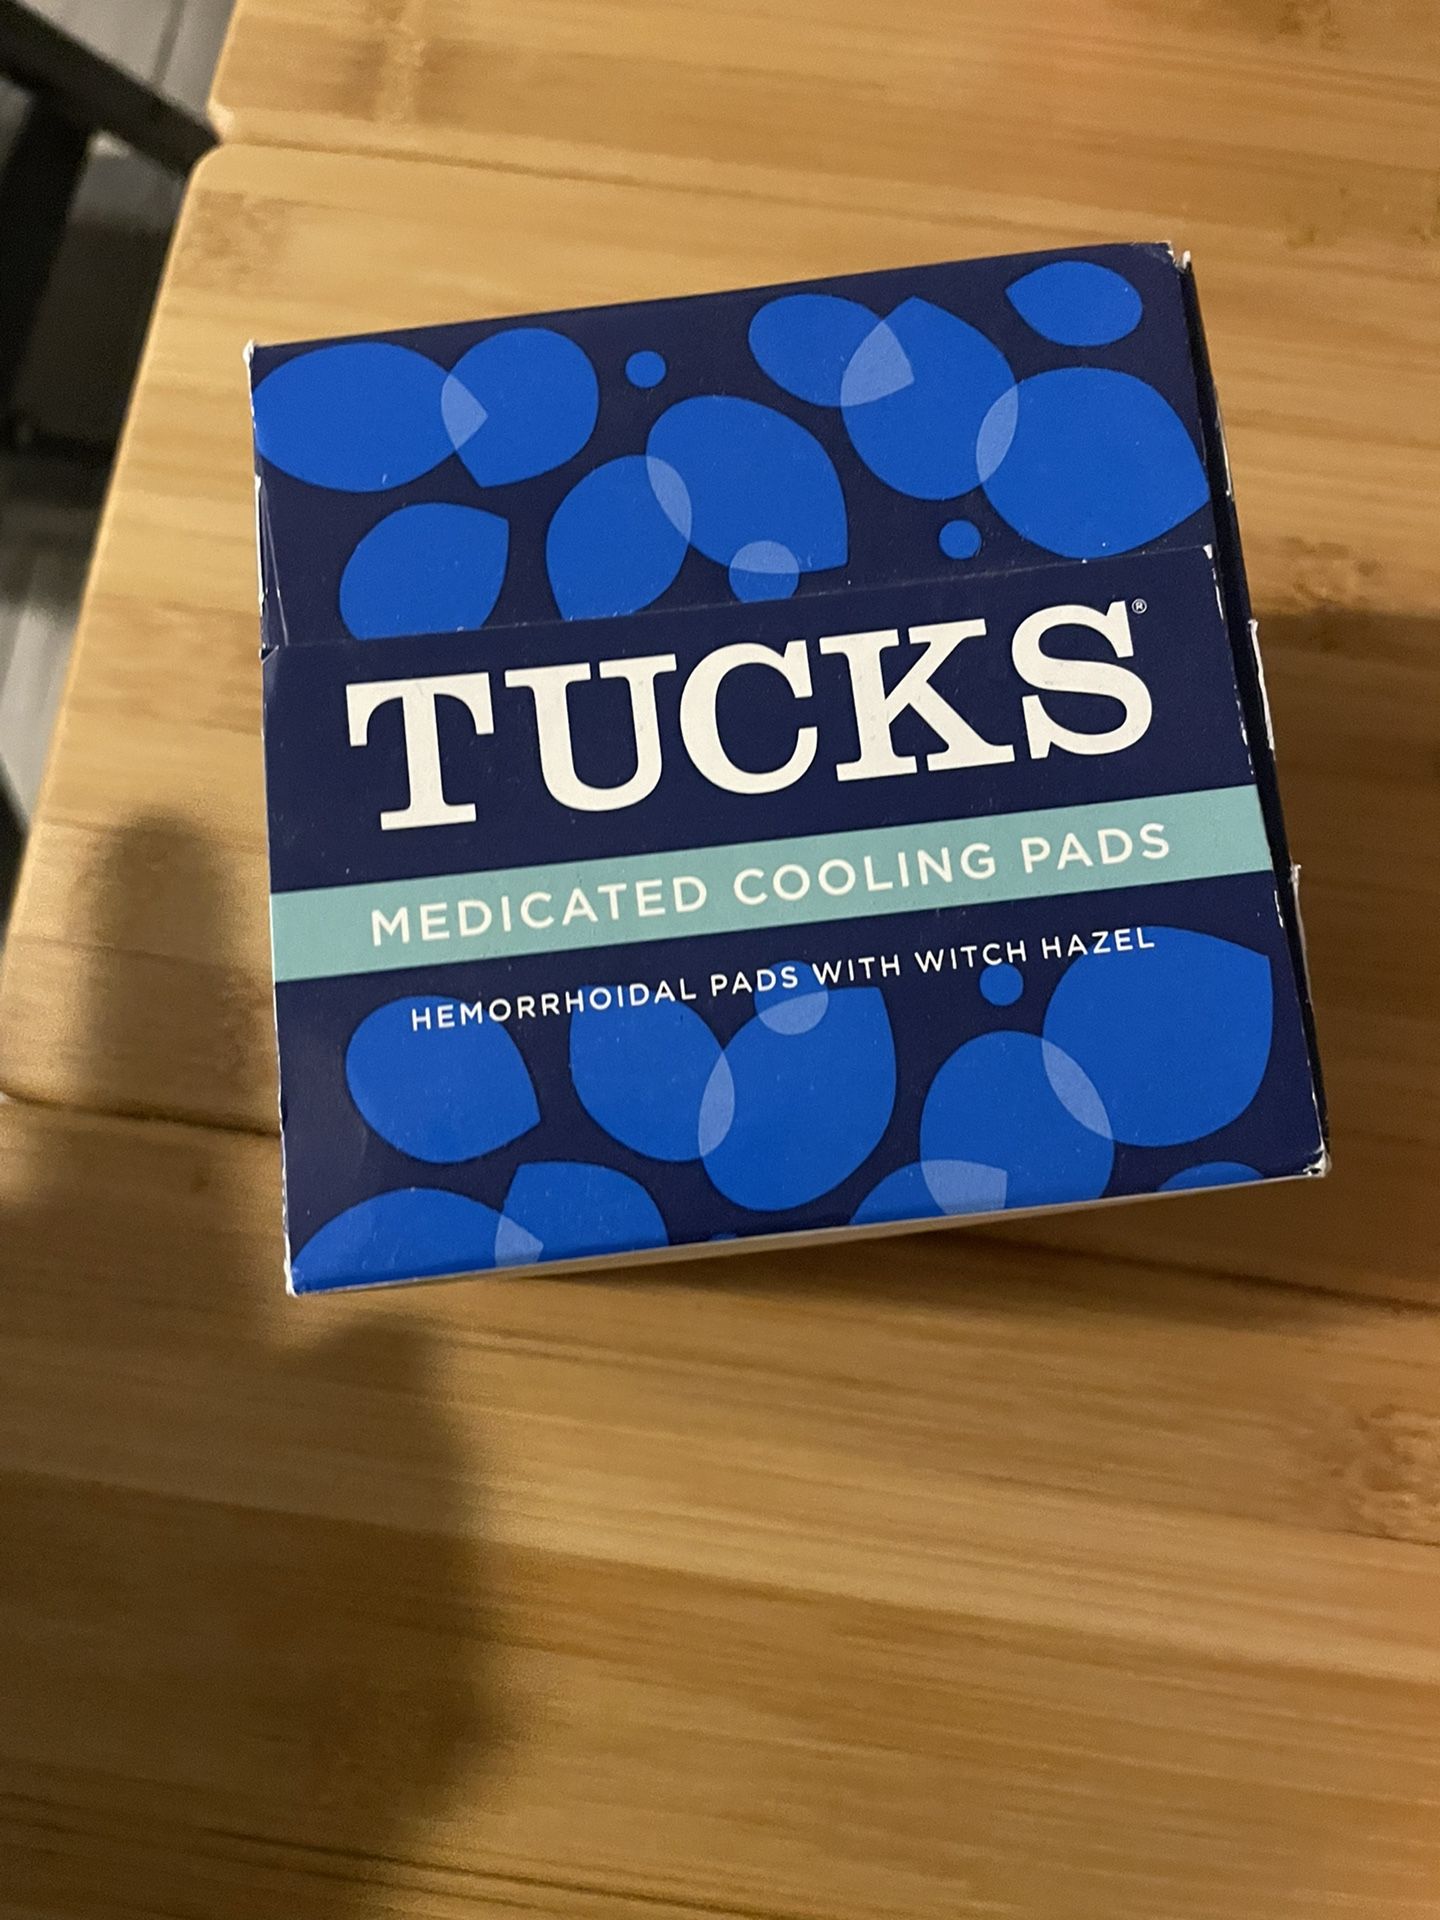 TUCKS®
MEDICATED COOLING PADS
HEMORRHOIDAL PADS WITH WITCH HAZEL